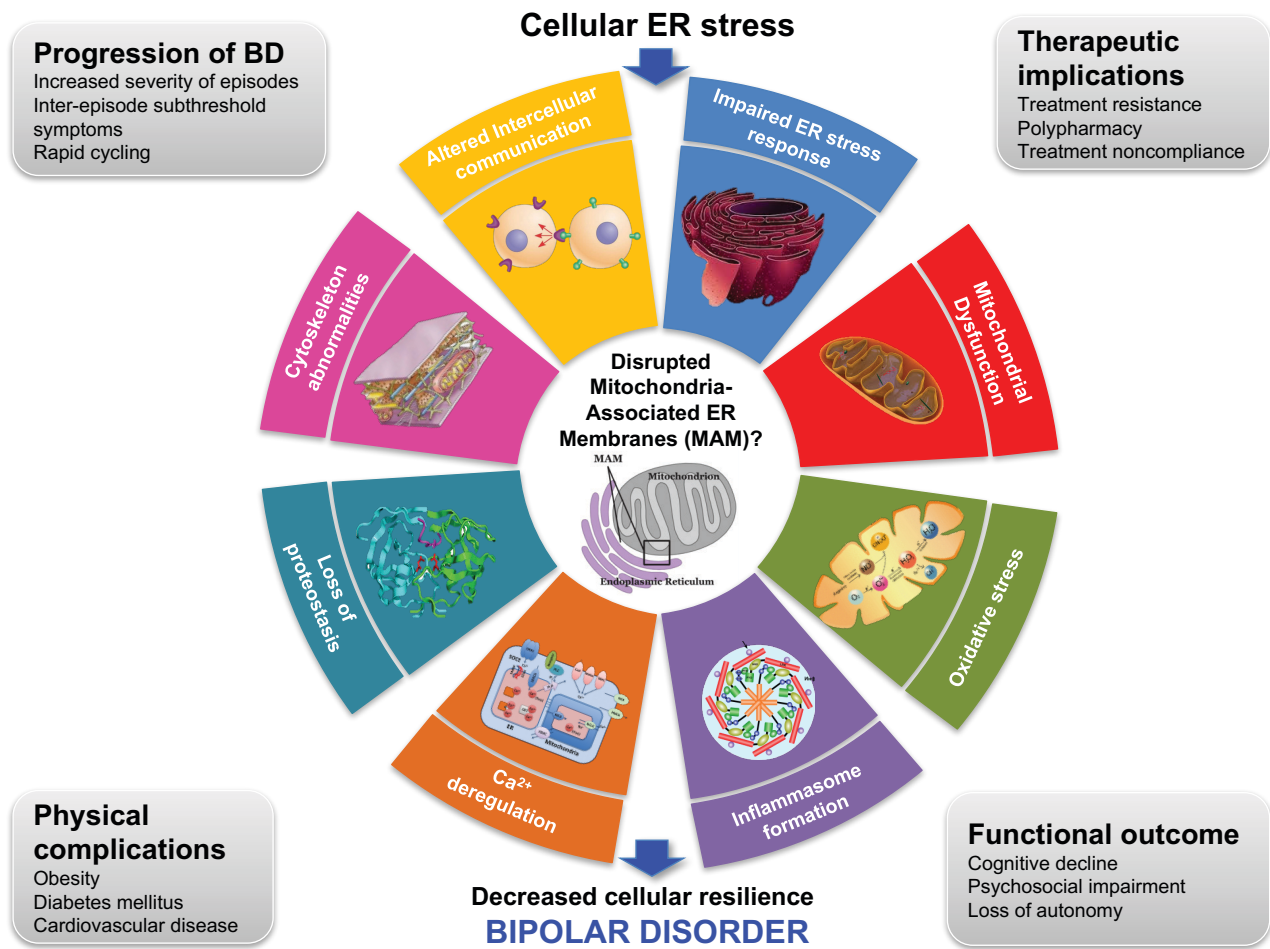 Cellular ER stress
Progression of BD
Increased severity of episodes
Inter-episode subthreshold
symptoms
Rapid cycling
Therapeutic
implications
Treatment resistance
Polypharmacy
Treatment noncompliance
Altered Intercellular
communication
Impaired ER stress
response
Cytoskeleton
abnormalities
Mitochondrial
Dysfunction
Disrupted
Mitochondria-
Associated ER
Membranes (MAM)?
MAM
Mitochondrion
Endoplasmic Reticulum
Loss of
proteostasis
Oxidative stress
SOCE
ER
Mitochondria
Ca²⁺
deregulation
Inflammasome
formation
Physical
complications
Obesity
Diabetes mellitus
Cardiovascular disease
Functional outcome
Cognitive decline
Psychosocial impairment
Loss of autonomy
Decreased cellular resilience
BIPOLAR DISORDER